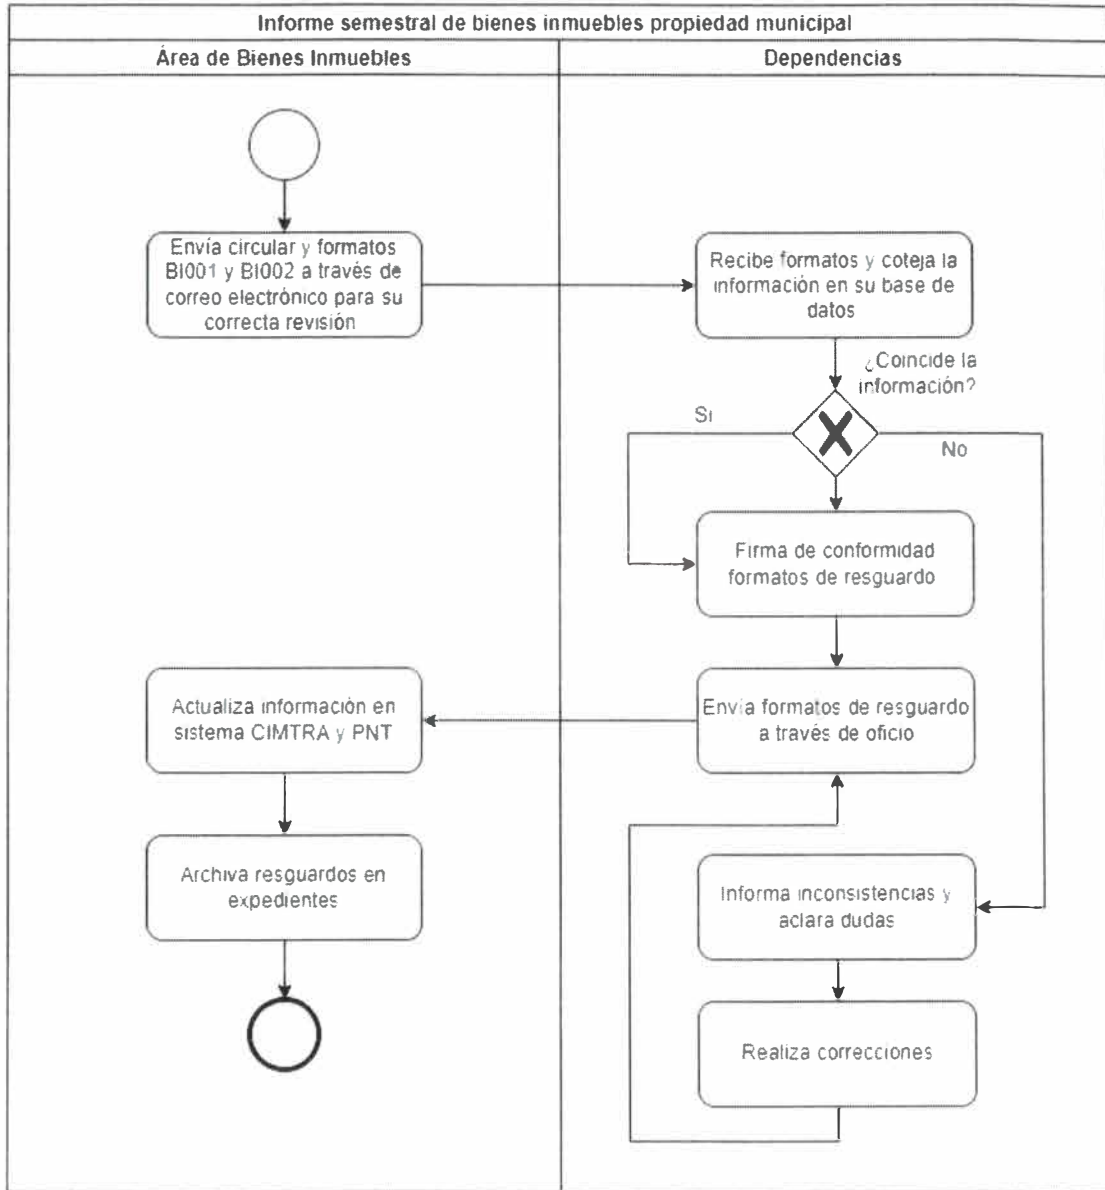 Informe semestral de bienes inmuebles propiedad municipal
Área de Bienes Inmuebles
Dependencias
Envía circular y formatos
BI001 y BI002 a través de
correo electrónico para su
correcta revisión
Recibe formatos y coteja la
información en su base de
datos
¿Coincide la
información?
Si
No
Firma de conformidad
formatos de resguardo
Envía formatos de resguardo
a través de oficio
Actualiza información en
sistema CIMTRA y PNT
Archiva resguardos en
expedientes
Informa inconsistencias y
aclara dudas
Realiza correcciones